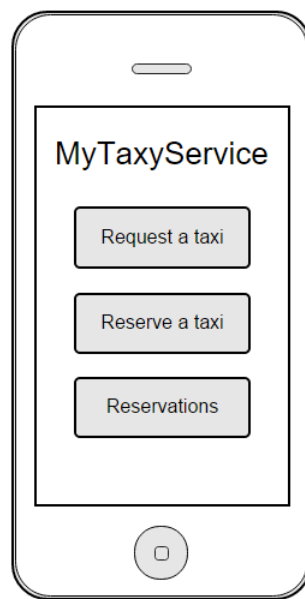 MyTaxyService
Request a taxi
Reserve a taxi
Reservations